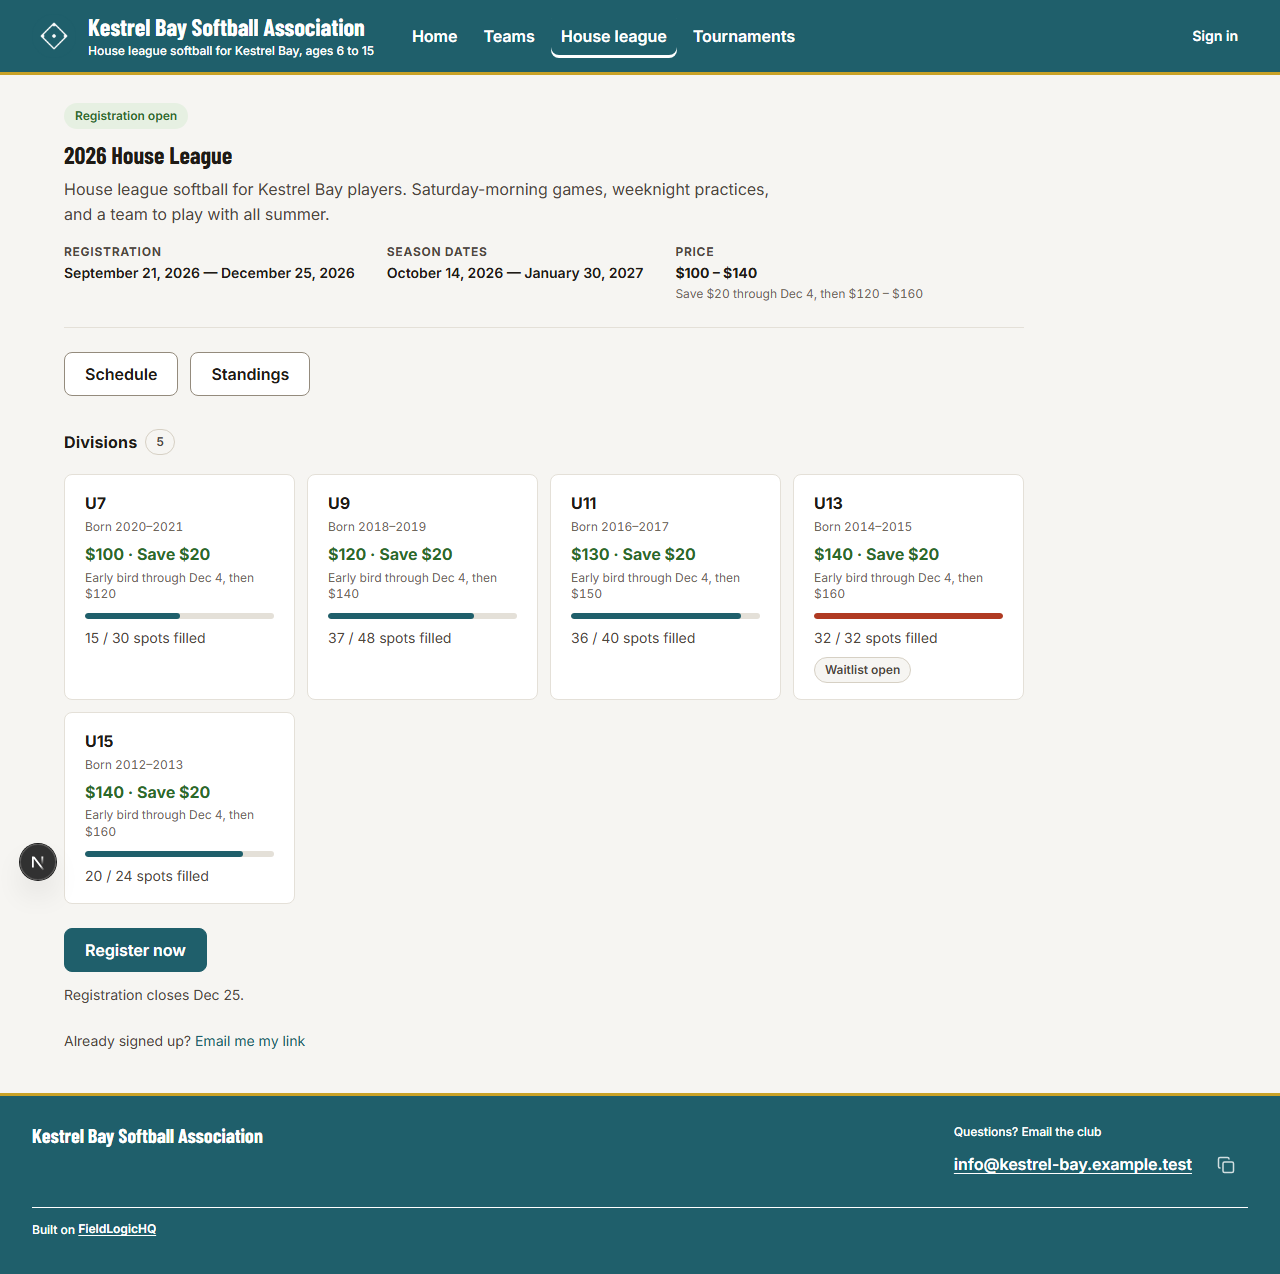 Kestrel Bay Softball Association
House league softball for Kestrel Bay, ages 6 to 15
Home
Teams
House league
Tournaments
Sign in
Registration open
2026 House League
House league softball for Kestrel Bay players. Saturday-morning games, weeknight practices,
and a team to play with all summer.
REGISTRATION
September 21, 2026 — December 25, 2026
SEASON DATES
October 14, 2026 — January 30, 2027
PRICE
$100 – $140
Save $20 through Dec 4, then $120 – $160
Schedule
Standings
Divisions 5
U7
Born 2020–2021
$100 · Save $20
Early bird through Dec 4, then
$120
15 / 30 spots filled
U9
Born 2018–2019
$120 · Save $20
Early bird through Dec 4, then
$140
37 / 48 spots filled
U11
Born 2016–2017
$130 · Save $20
Early bird through Dec 4, then
$150
36 / 40 spots filled
U13
Born 2014–2015
$140 · Save $20
Early bird through Dec 4, then
$160
32 / 32 spots filled
Waitlist open
U15
Born 2012–2013
$140 · Save $20
Early bird through Dec 4, then
$160
20 / 24 spots filled
N
Register now
Registration closes Dec 25.
Already signed up? Email me my link
Kestrel Bay Softball Association
Questions? Email the club
info@kestrel-bay.example.test
Built on FieldLogicHQ